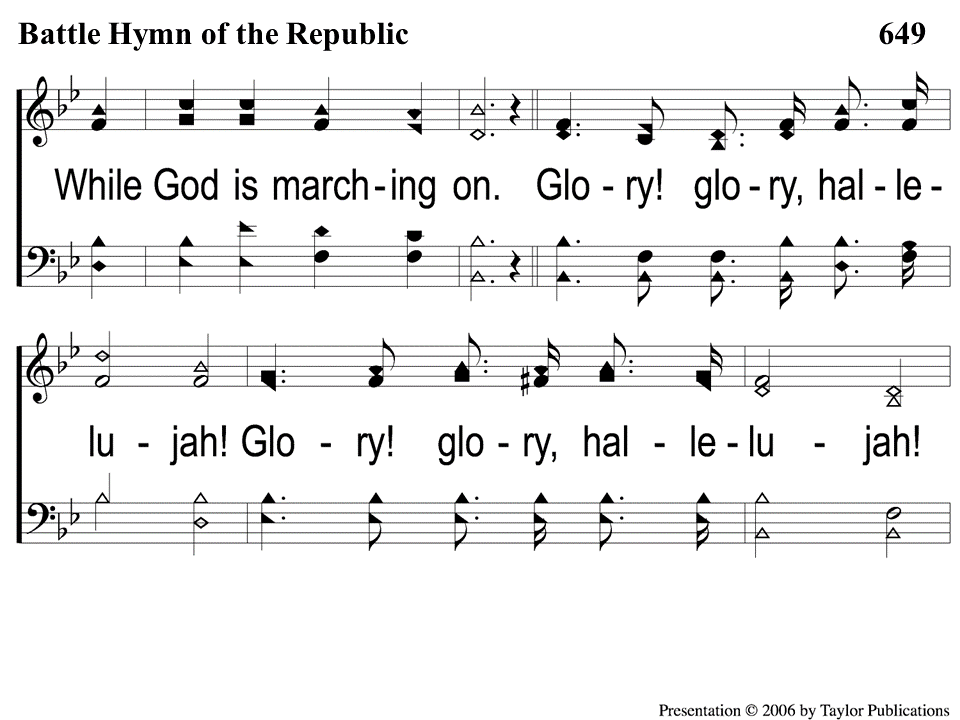 Battle Hymn of the Republic 649
While God is march-ing on. Glo - ry! glo - ry, hal - le -
lu - jah! Glo - ry! glo - ry, hal - le - lu - jah!
Presentation © 2006 by Taylor Publications